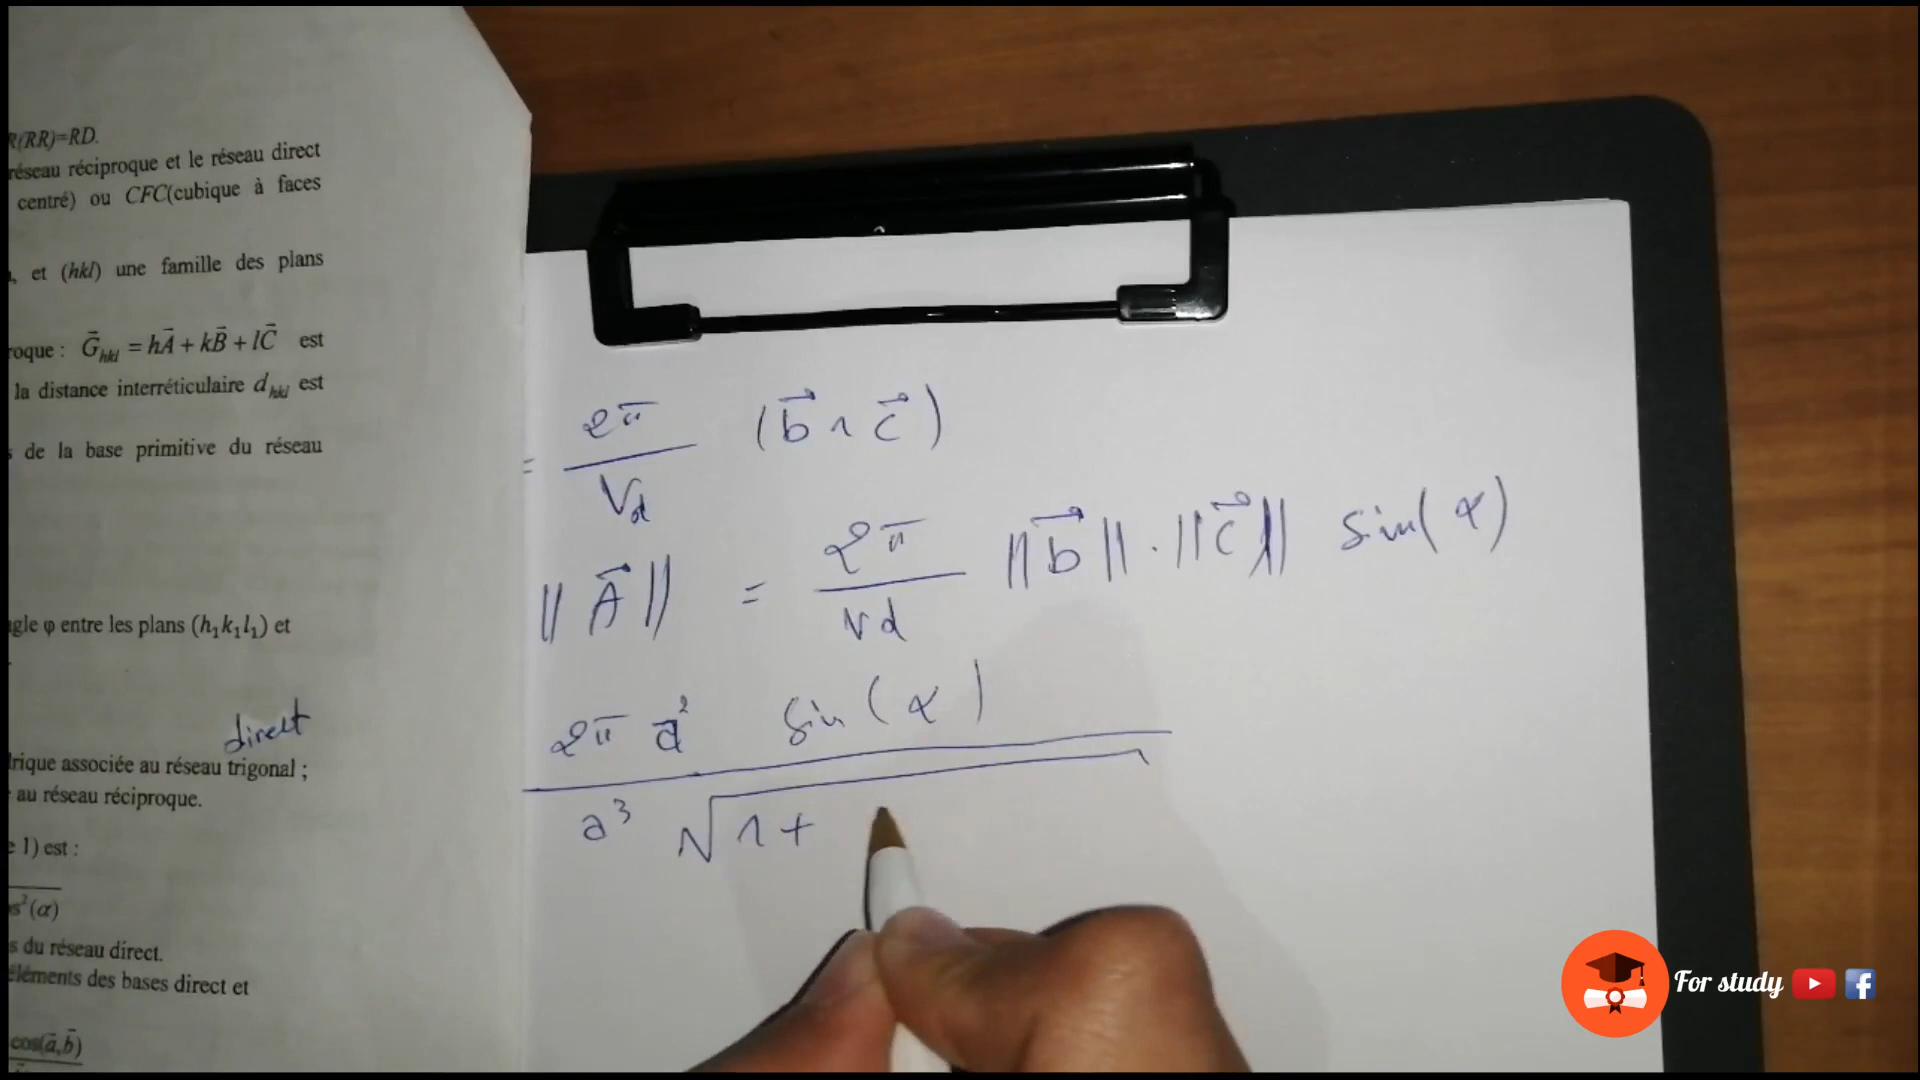 R(RR)=RD.
réseau réciproque et le réseau direct
centré) ou CFC(cubique à faces
et (hkl) une famille des plans
roque : G⃗hkl = hA⃗ + kB⃗ + lC⃗ est
la distance interréticulaire dhkl est
de la base primitive du réseau
gle φ entre les plans (h₁k₁l₁) et
direct
rique associée au réseau trigonal ;
au réseau réciproque.
e 1) est :
s²(α)
s du réseau direct.
éléments des bases direct et
cos(a⃗,b⃗)
= 2π / Vd (b⃗ ∧ c⃗)
||A⃗|| = 2π / Vd ||b⃗|| . ||c⃗|| sin(α)
2π a² sin(α)
a³ √1+
For study